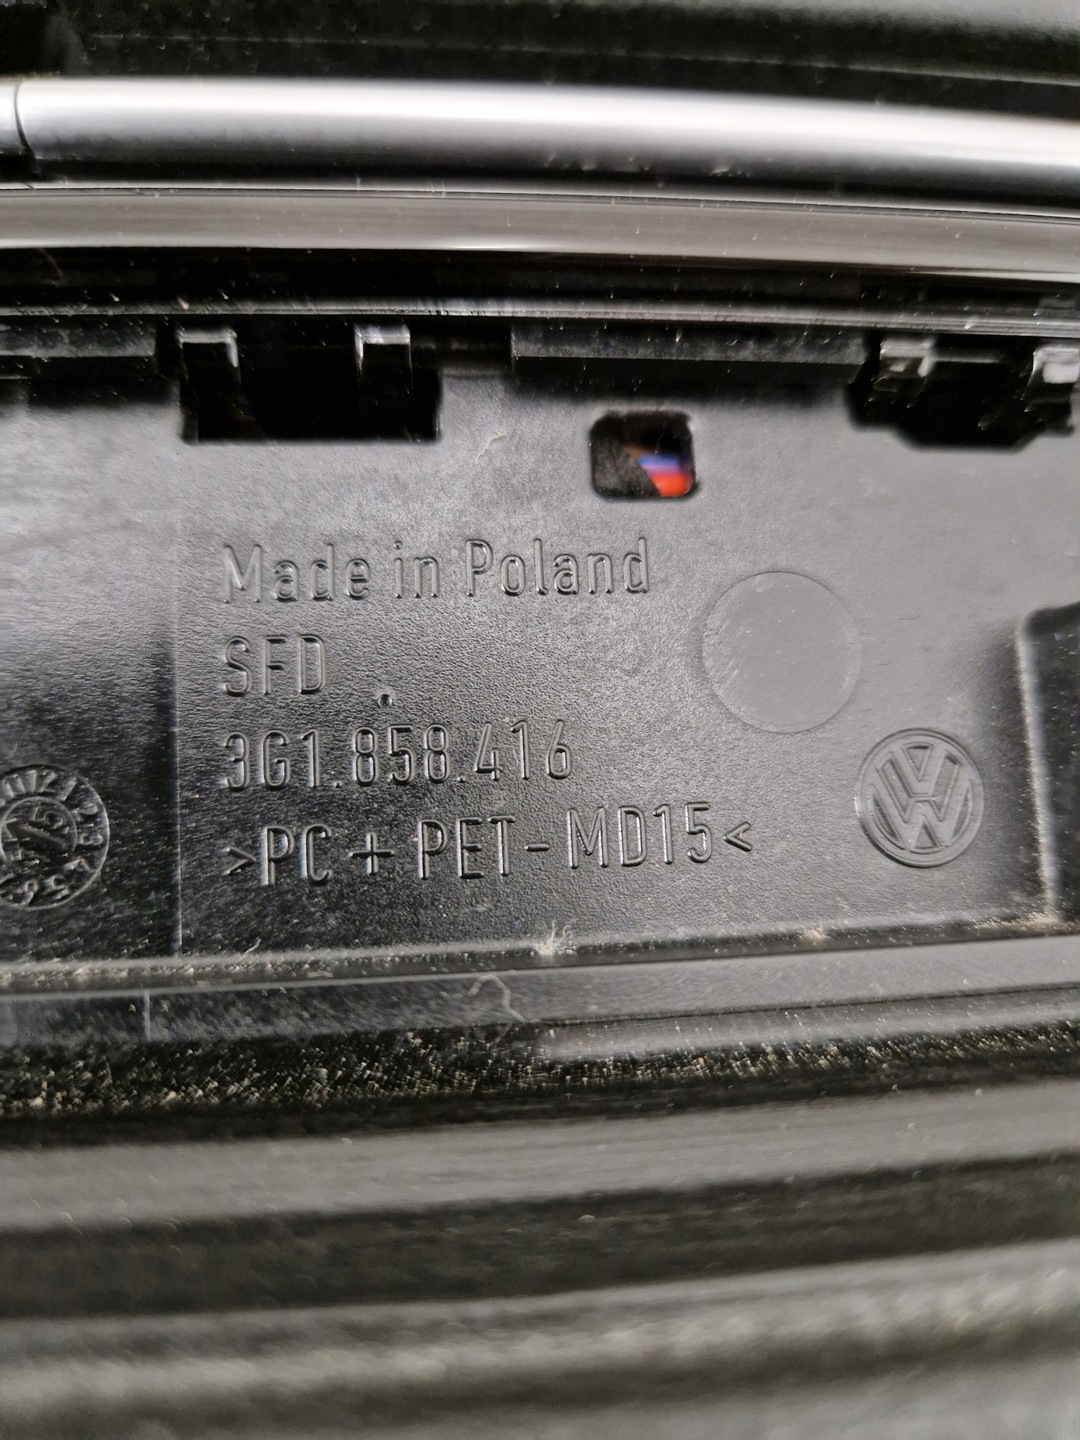 Made in Poland
SFD
3G1.858.416
>PC + PET-MD15<